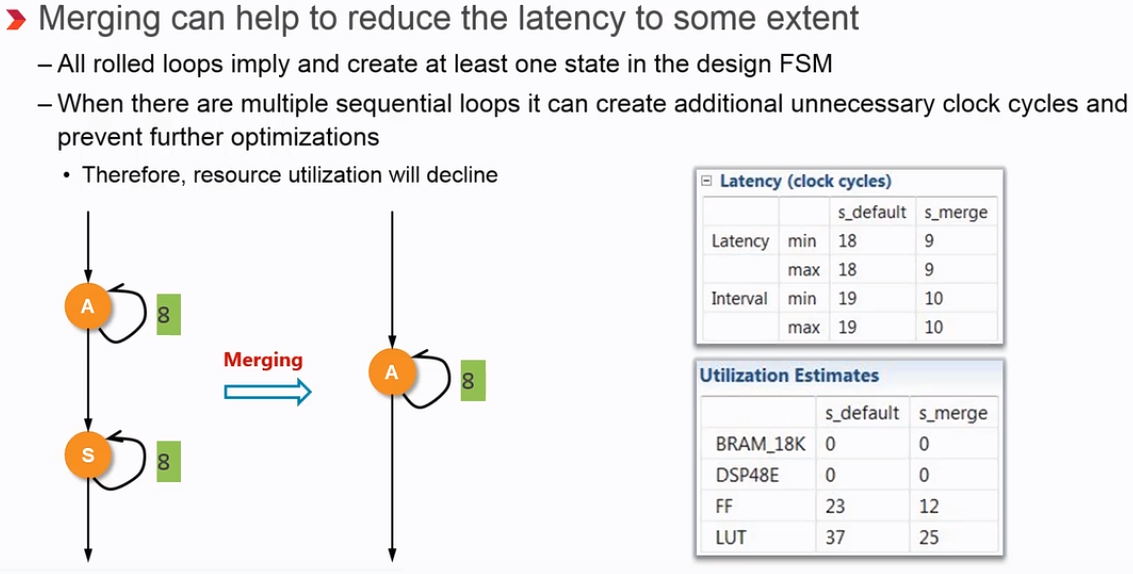 Merging can help to reduce the latency to some extent
– All rolled loops imply and create at least one state in the design FSM
– When there are multiple sequential loops it can create additional unnecessary clock cycles and
prevent further optimizations
• Therefore, resource utilization will decline
A
8
S
8
Merging
A
8
Latency (clock cycles)
s_default s_merge
Latency min 18 9
max 18 9
Interval min 19 10
max 19 10
Utilization Estimates
s_default s_merge
BRAM_18K 0 0
DSP48E 0 0
FF 23 12
LUT 37 25